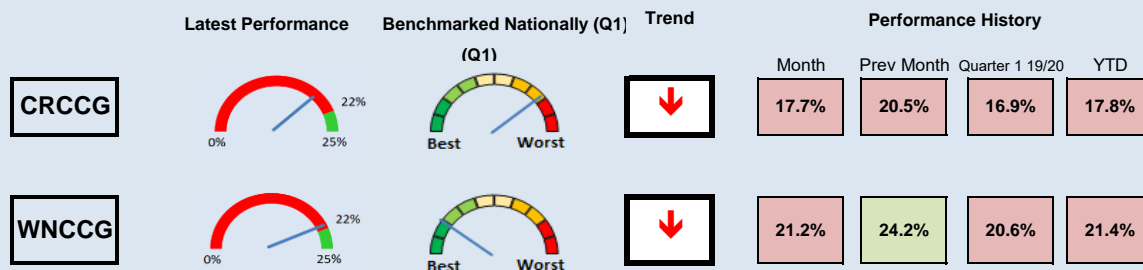 Latest Performance Benchmarked Nationally (Q1) Trend Performance History
(Q1)
Month Prev Month Quarter 1 19/20 YTD
CRCCG 22% 17.7% 20.5% 16.9% 17.8%
0% 25% Best Worst
WNCCG 22% 21.2% 24.2% 20.6% 21.4%
0% 25% Best Worst